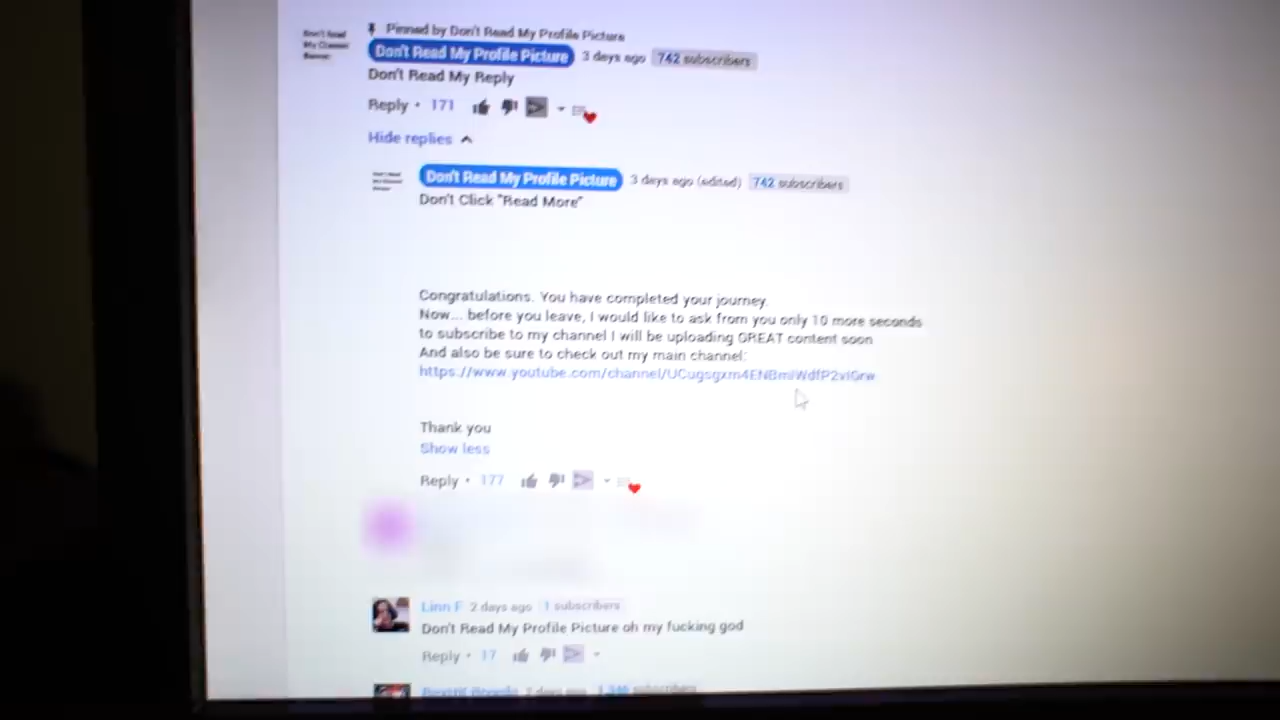 Pinned by Don't Read My Profile Picture
Don't Read My Profile Picture 3 days ago 742 subscribers
Don't Read My Reply
Reply • 171
Hide replies
Don't Read My Profile Picture 3 days ago (edited) 742 subscribers
Don't Click "Read More"
Congratulations. You have completed your journey.
Now... before you leave, I would like to ask from you only 10 more seconds
to subscribe to my channel I will be uploading GREAT content soon
And also be sure to check out my main channel:
Thank you
Show less
Reply • 177
Linn F 2 days ago 1 subscribers
Don't Read My Profile Picture oh my fucking god
Reply • 17
2 days ago subscribers